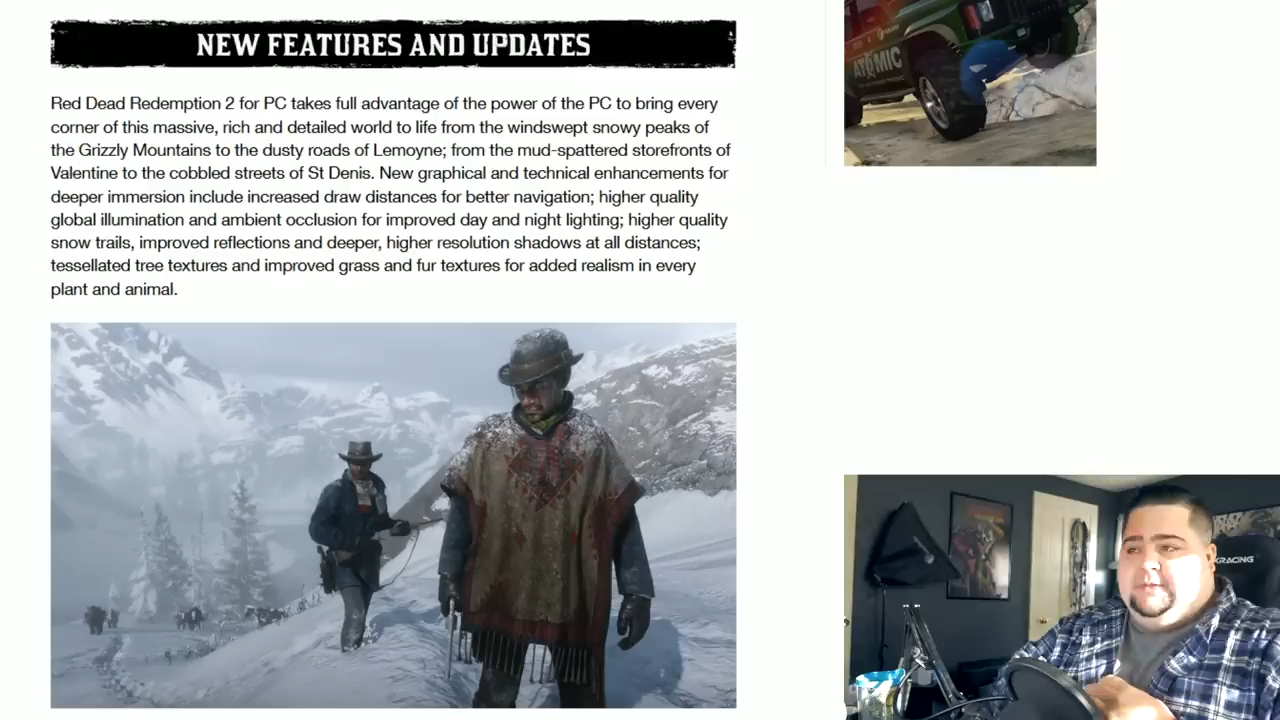 NEW FEATURES AND UPDATES
Red Dead Redemption 2 for PC takes full advantage of the power of the PC to bring every
corner of this massive, rich and detailed world to life from the windswept snowy peaks of
the Grizzly Mountains to the dusty roads of Lemoyne; from the mud-spattered storefronts of
Valentine to the cobbled streets of St Denis. New graphical and technical enhancements for
deeper immersion include increased draw distances for better navigation; higher quality
global illumination and ambient occlusion for improved day and night lighting; higher quality
snow trails, improved reflections and deeper, higher resolution shadows at all distances;
tessellated tree textures and improved grass and fur textures for added realism in every
plant and animal.
ATOMIC
RACING